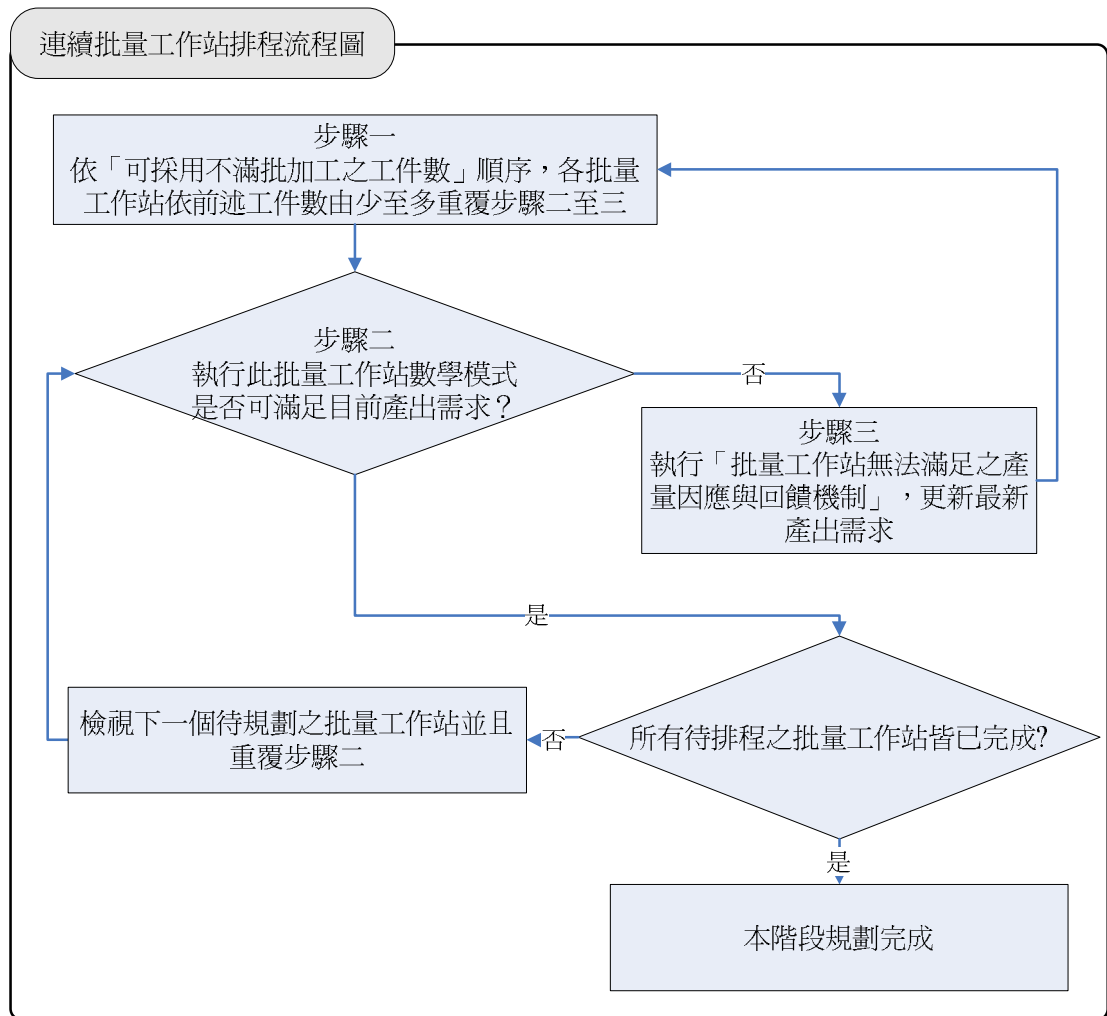 連續批量工作站排程流程圖
步驟一
依「可採用不滿批加工之工件數」順序，各批量
工作站依前述工件數由少至多重覆步驟二至三
步驟二
執行此批量工作站數學模式
是否可滿足目前產出需求？
否
步驟三
執行「批量工作站無法滿足之產
量因應與回饋機制」，更新最新
產出需求
是
檢視下一個待規劃之批量工作站並且
重覆步驟二
否
所有待排程之批量工作站皆已完成?
是
本階段規劃完成